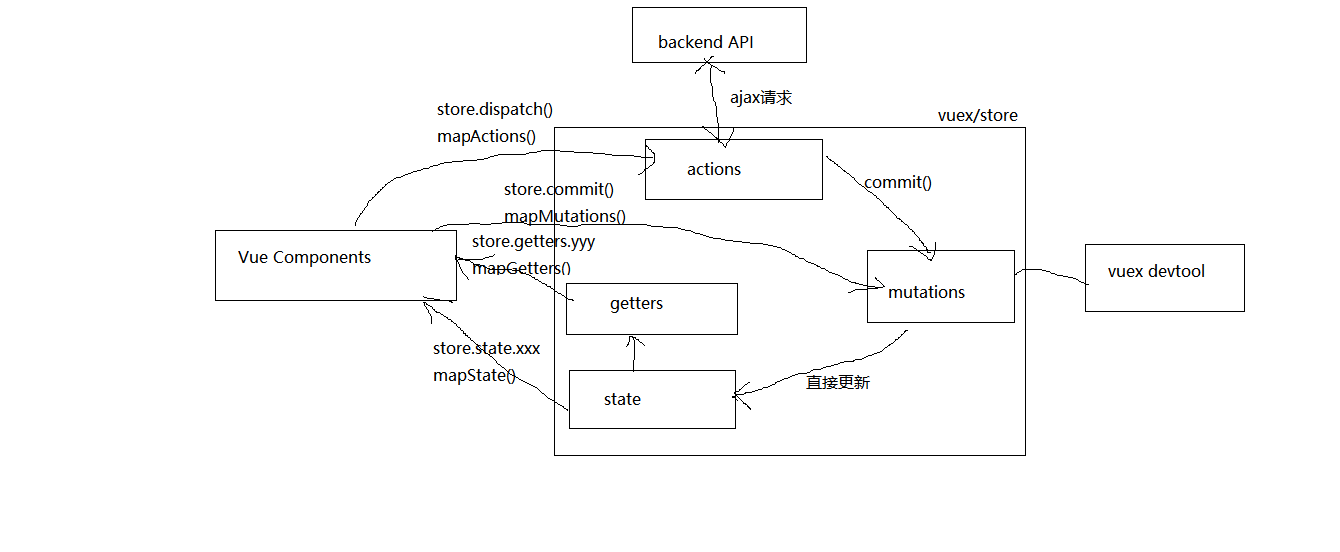 backend API
ajax请求
store.dispatch()
mapActions()
vuex/store
actions
store.commit()
mapMutations()
commit()
Vue Components
store.getters.yyy
mapGetters()
getters
mutations
vuex devtool
store.state.xxx
mapState()
state
直接更新